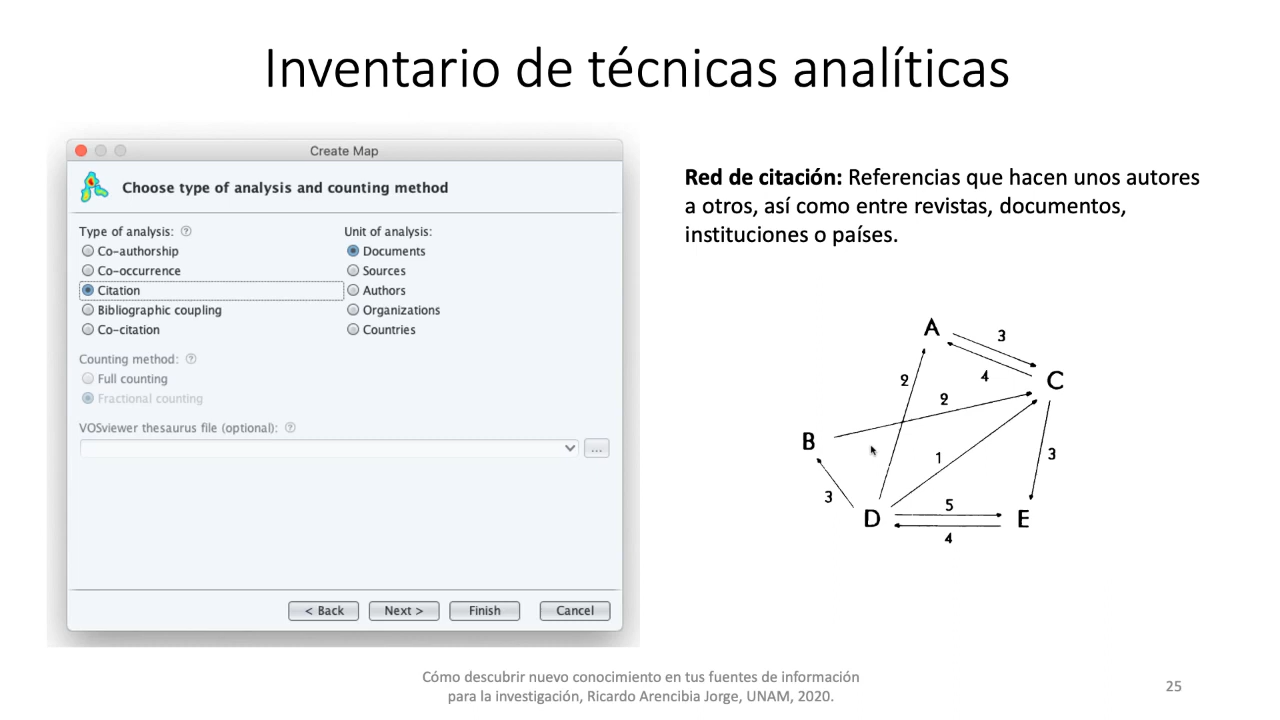 Inventario de técnicas analíticas
Create Map
Choose type of analysis and counting method
Type of analysis: ?
Unit of analysis:
Co-authorship
Documents
Co-occurrence
Sources
Citation
Authors
Bibliographic coupling
Organizations
Co-citation
Countries
Counting method: ?
Full counting
Fractional counting
VOSviewer thesaurus file (optional): ?
...
< Back
Next >
Finish
Cancel
Red de citación: Referencias que hacen unos autores
a otros, así como entre revistas, documentos,
instituciones o países.
A
3
4
C
2
2
B
1
3
3
D
5
E
4
Cómo descubrir nuevo conocimiento en tus fuentes de información
para la investigación, Ricardo Arencibia Jorge, UNAM, 2020.
25